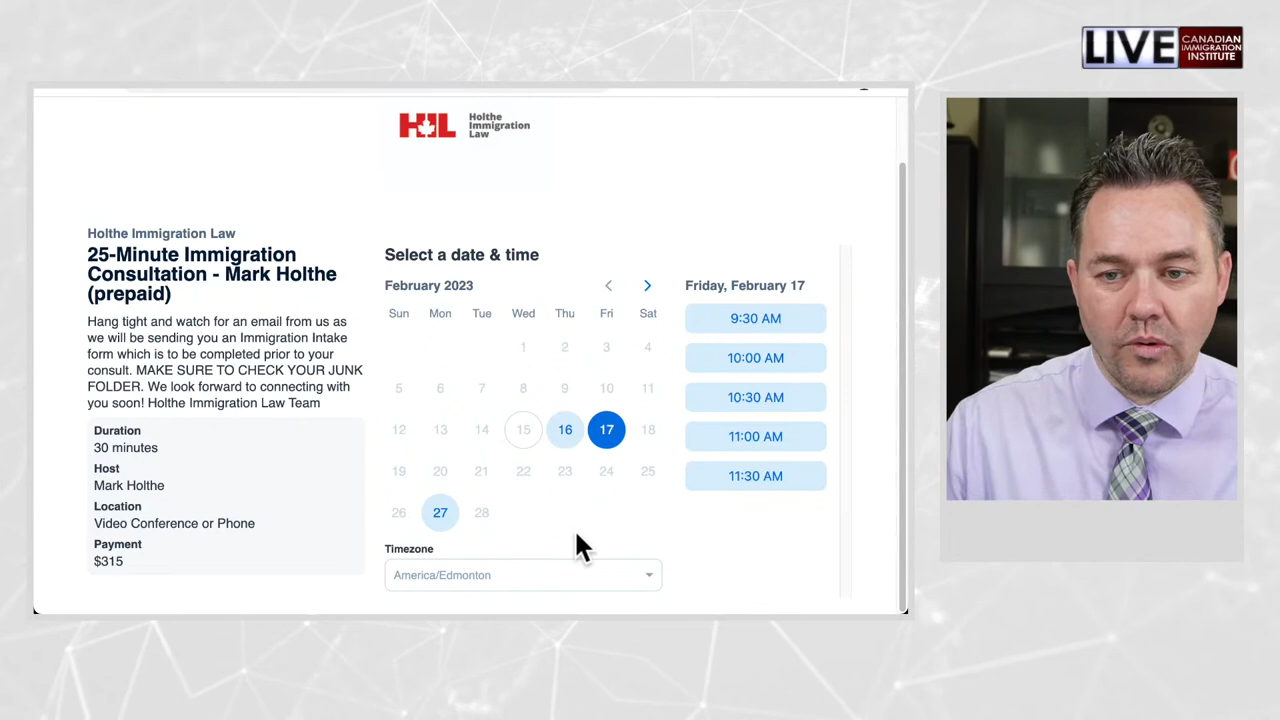 LIVE
CANADIAN
IMMIGRATION
INSTITUTE
HIL
Holthe
Immigration
Law
Holthe Immigration Law
25-Minute Immigration
Consultation - Mark Holthe
(prepaid)
Hang tight and watch for an email from us as
we will be sending you an Immigration Intake
form which is to be completed prior to your
consult. MAKE SURE TO CHECK YOUR JUNK
FOLDER. We look forward to connecting with
you soon! Holthe Immigration Law Team
Duration
30 minutes
Host
Mark Holthe
Location
Video Conference or Phone
Payment
$315
Select a date & time
February 2023
Sun Mon Tue Wed Thu Fri Sat
1 2 3 4
5 6 7 8 9 10 11
12 13 14 15 16 17 18
19 20 21 22 23 24 25
26 27 28
Timezone
America/Edmonton
Friday, February 17
9:30 AM
10:00 AM
10:30 AM
11:00 AM
11:30 AM